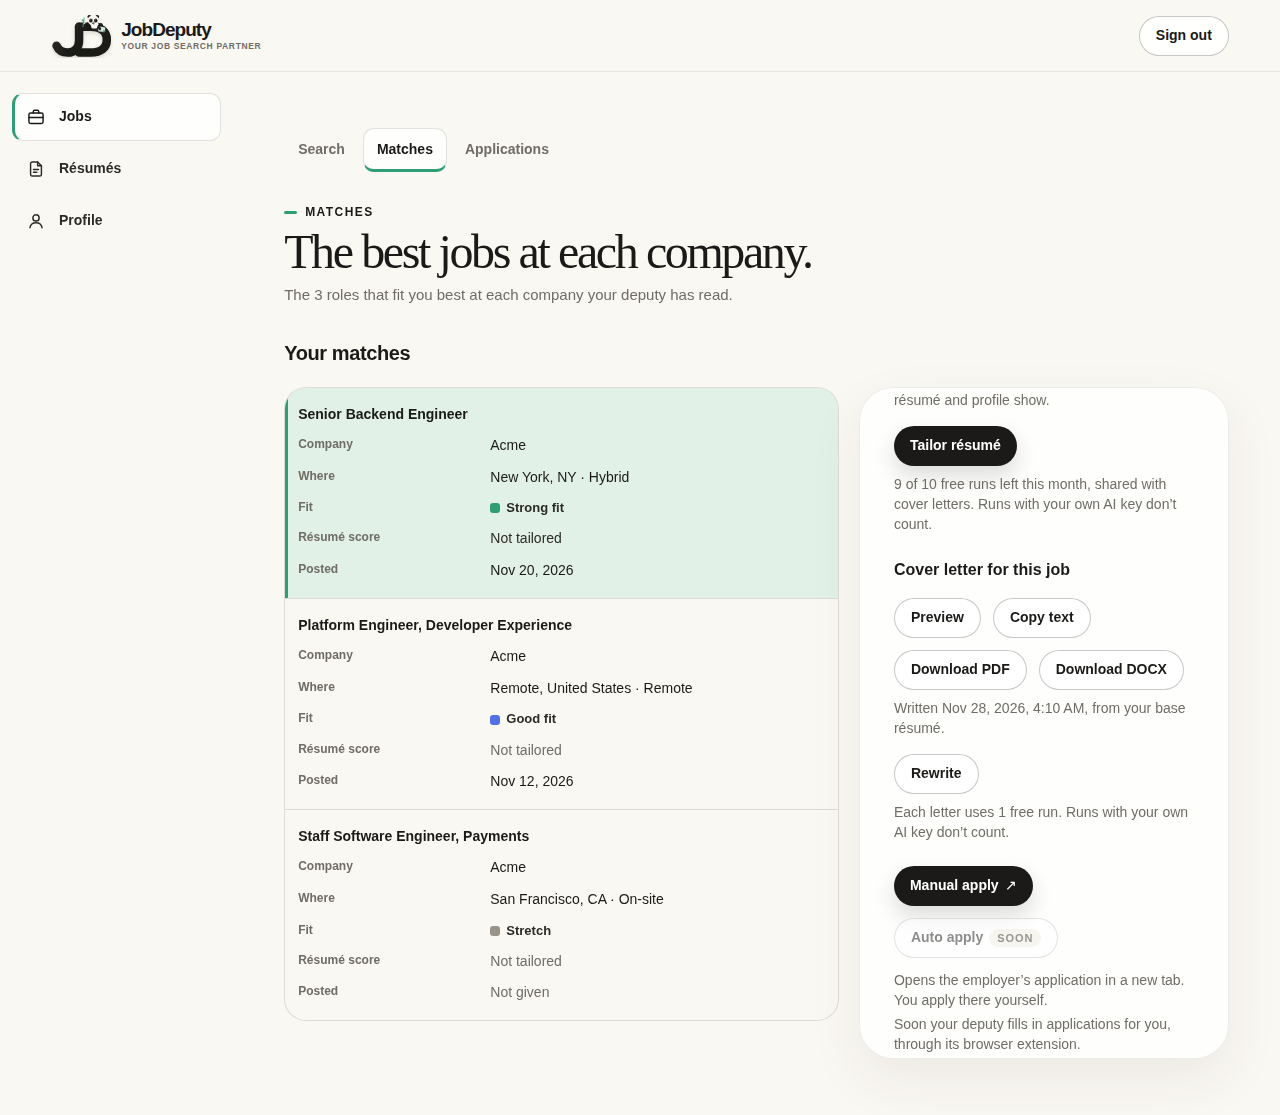 JobDeputy
YOUR JOB SEARCH PARTNER
Sign out
Jobs
Résumés
Profile
Search
Matches
Applications
MATCHES
The best jobs at each company.
The 3 roles that fit you best at each company your deputy has read.
Your matches
Senior Backend Engineer
Company Acme
Where New York, NY · Hybrid
Fit Strong fit
Résumé score Not tailored
Posted Nov 20, 2026
Platform Engineer, Developer Experience
Company Acme
Where Remote, United States · Remote
Fit Good fit
Résumé score Not tailored
Posted Nov 12, 2026
Staff Software Engineer, Payments
Company Acme
Where San Francisco, CA · On-site
Fit Stretch
Résumé score Not tailored
Posted Not given
résumé and profile show.
Tailor résumé
9 of 10 free runs left this month, shared with
cover letters. Runs with your own AI key don’t
count.
Cover letter for this job
Preview Copy text
Download PDF Download DOCX
Written Nov 28, 2026, 4:10 AM, from your base
résumé.
Rewrite
Each letter uses 1 free run. Runs with your own
AI key don’t count.
Manual apply ↗
Auto apply SOON
Opens the employer’s application in a new tab.
You apply there yourself.
Soon your deputy fills in applications for you,
through its browser extension.